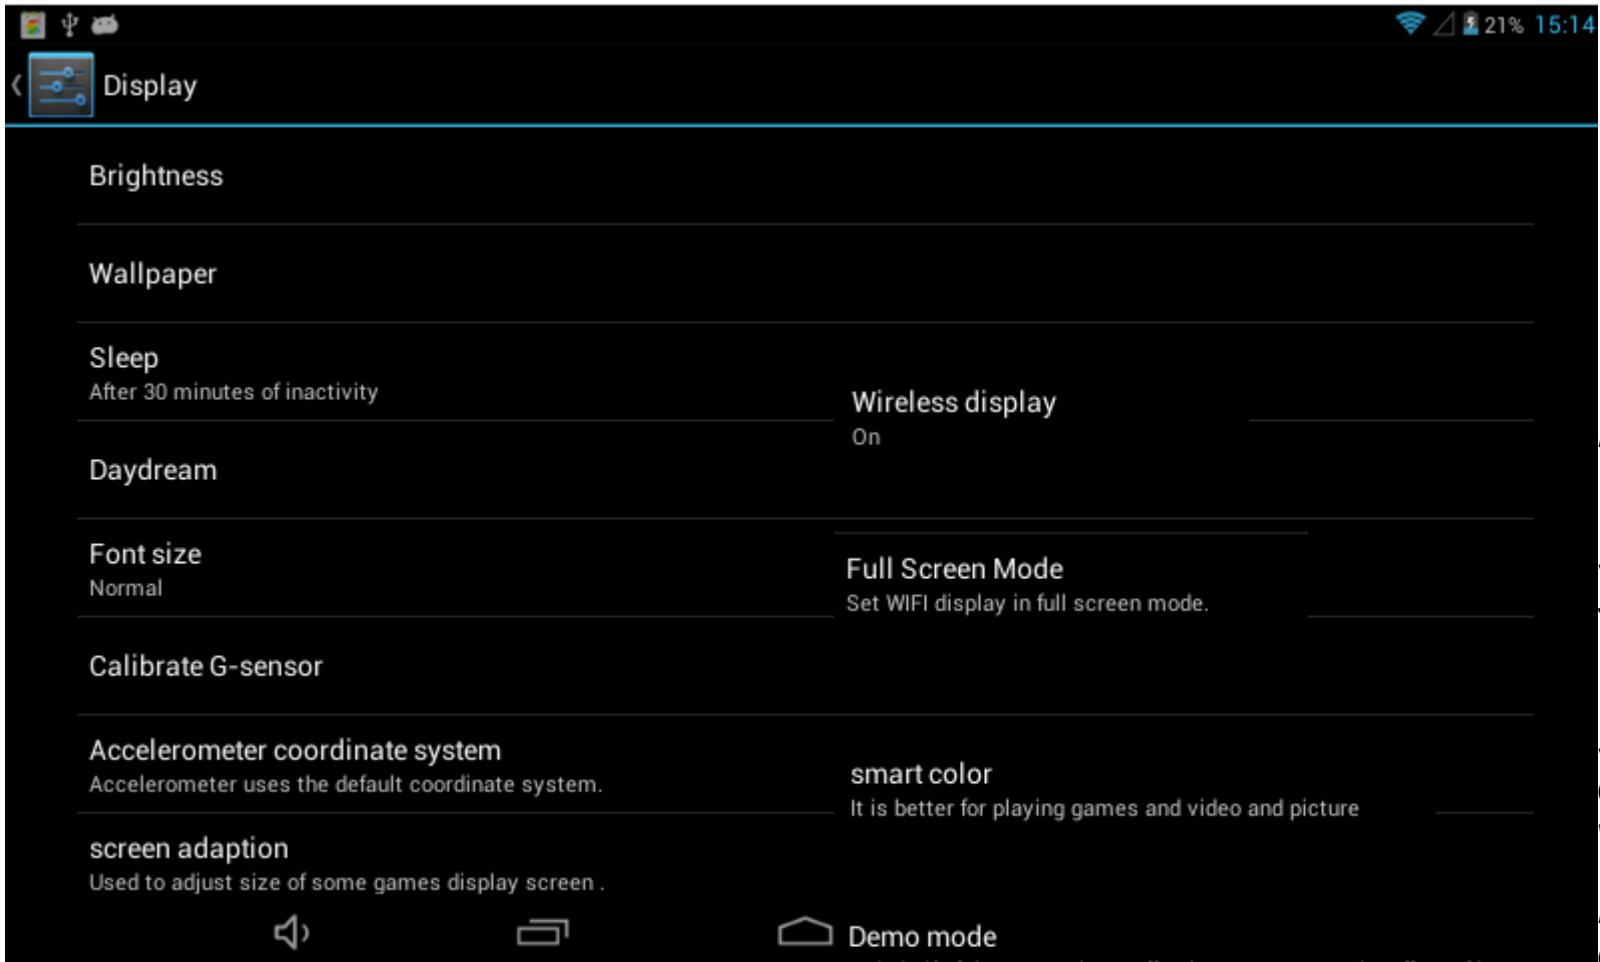 21% 15:14
Display
Brightness
Wallpaper
Sleep
After 30 minutes of inactivity
Wireless display
On
Daydream
Font size
Normal
Full Screen Mode
Set WIFI display in full screen mode.
Calibrate G-sensor
Accelerometer coordinate system
Accelerometer uses the default coordinate system.
smart color
It is better for playing games and video and picture
screen adaption
Used to adjust size of some games display screen .
Demo mode